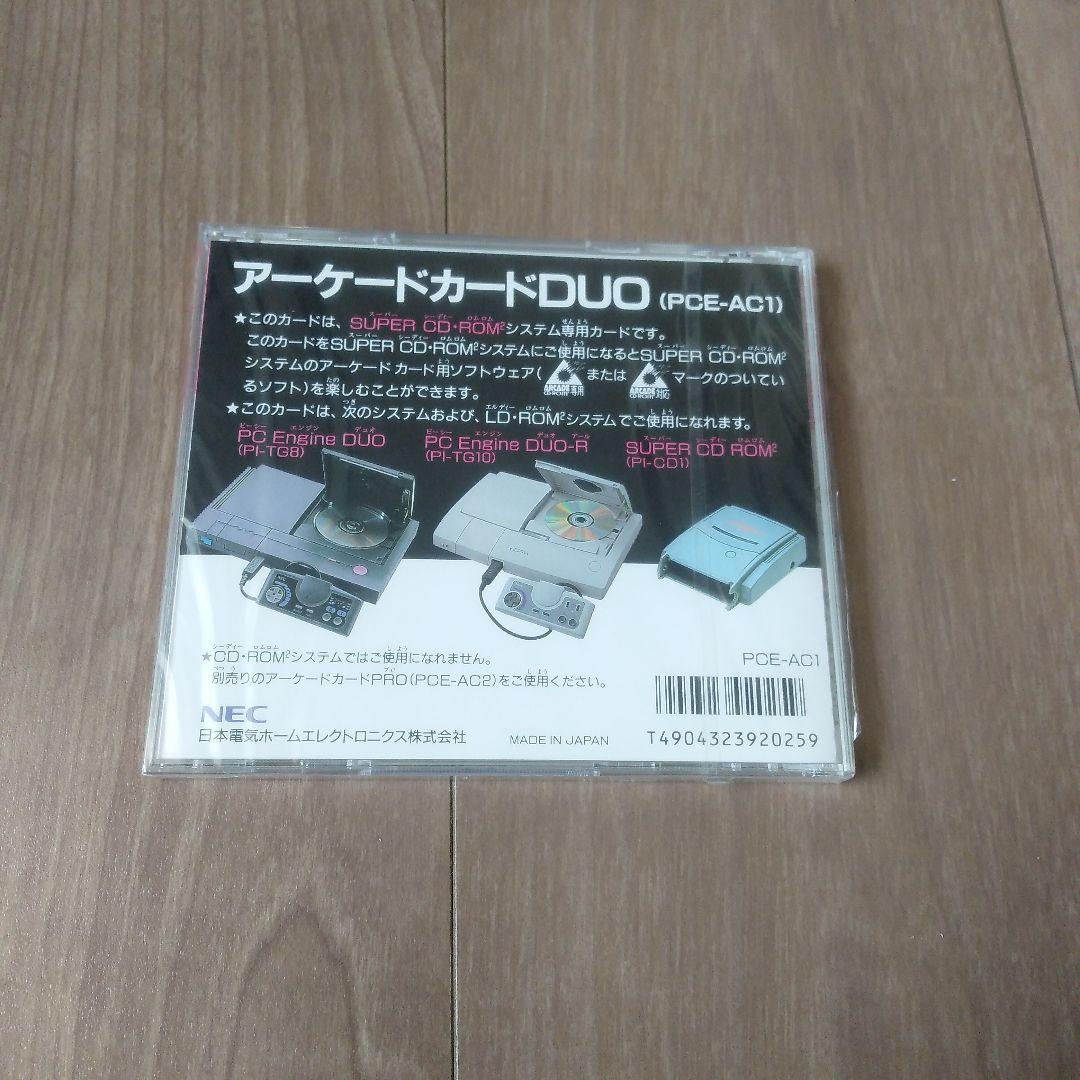 アーケードカードDUO (PCE-AC1)
★このカードは、SUPER CD・ROM²システム専用カードです。
このカードをSUPER CD・ROM²システムにご使用になるとSUPER CD・ROM²
システムのアーケードカード用ソフトウェア(ARCADE CD-ROM² 専用 または ARCADE CD-ROM² 対応 マークのついてい
るソフト)を楽しむことができます。
★このカードは、次のシステムおよび、LD・ROM²システムでご使用になれます。
PC Engine DUO
(PI-TG8)
PC Engine DUO-R
(PI-TG10)
SUPER CD ROM²
(PI-CD1)
★CD・ROM²システムではご使用になれません。
別売りのアーケードカードPRO(PCE-AC2)をご使用ください。
PCE-AC1
NEC
日本電気ホームエレクトロニクス株式会社
MADE IN JAPAN
T4904323920259